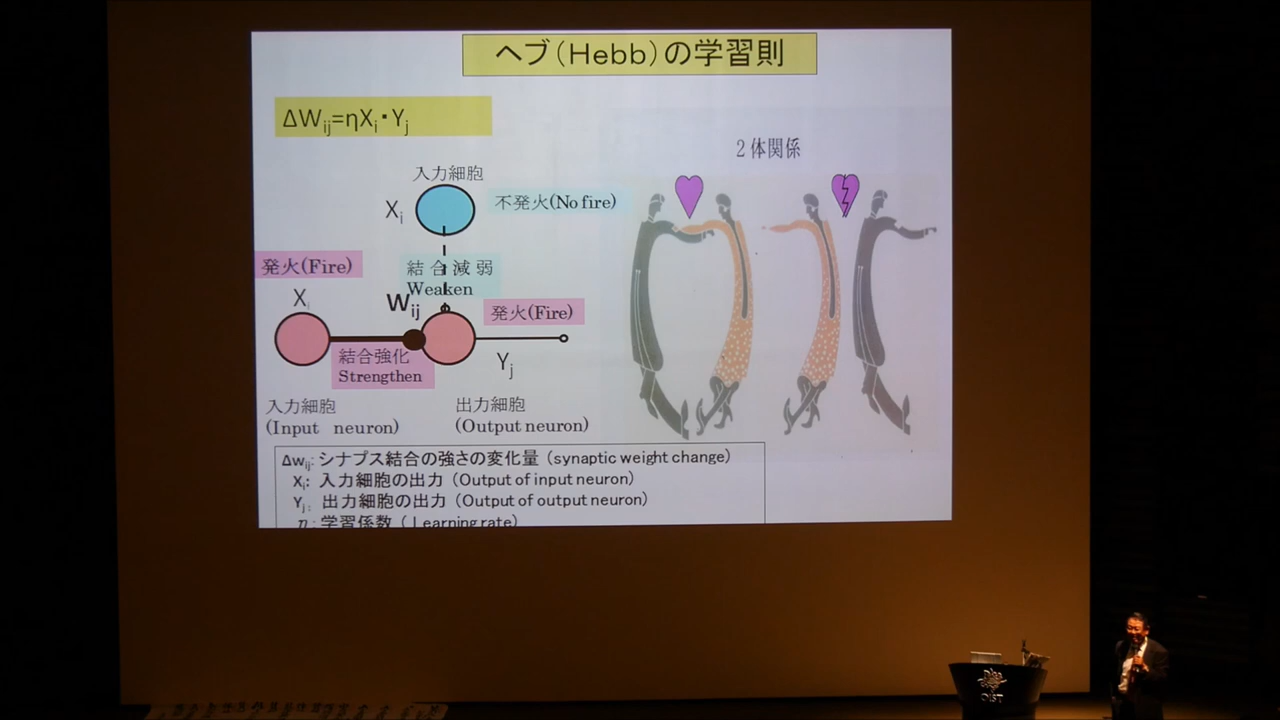 ヘブ(Hebb)の学習則
ΔWij=ηXi・Yj
2体関係
入力細胞
Xi
不発火(No fire)
発火(Fire)
結合減弱
Weaken
Xi
Wij
発火(Fire)
結合強化
Strengthen
Yj
入力細胞
(Input neuron)
出力細胞
(Output neuron)
Δwij: シナプス結合の強さの変化量 (synaptic weight change)
Xi: 入力細胞の出力 (Output of input neuron)
Yj: 出力細胞の出力 (Output of output neuron)
η: 学習係数 ( Learning rate)
OIST